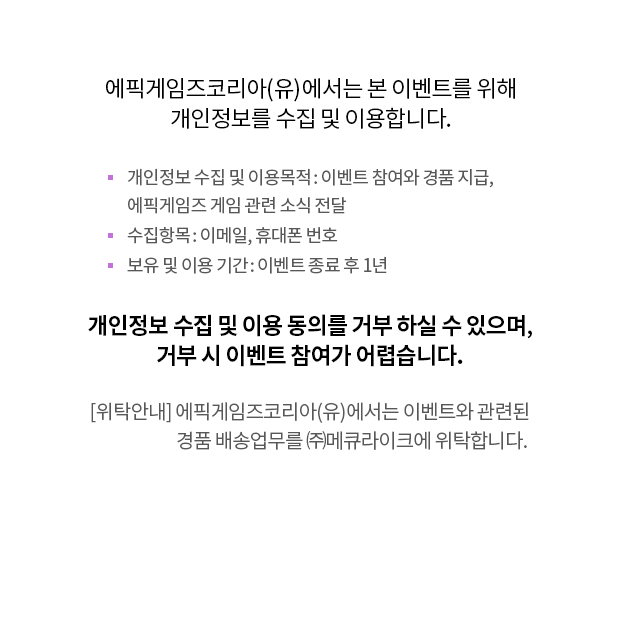 에픽게임즈코리아(유)에서는 본 이벤트를 위해
개인정보를 수집 및 이용합니다.
▪ 개인정보 수집 및 이용목적 : 이벤트 참여와 경품 지급,
에픽게임즈 게임 관련 소식 전달
▪ 수집항목 : 이메일, 휴대폰 번호
▪ 보유 및 이용 기간 : 이벤트 종료 후 1년
개인정보 수집 및 이용 동의를 거부 하실 수 있으며,
거부 시 이벤트 참여가 어렵습니다.
[위탁안내] 에픽게임즈코리아(유)에서는 이벤트와 관련된
경품 배송업무를 ㈜메큐라이크에 위탁합니다.